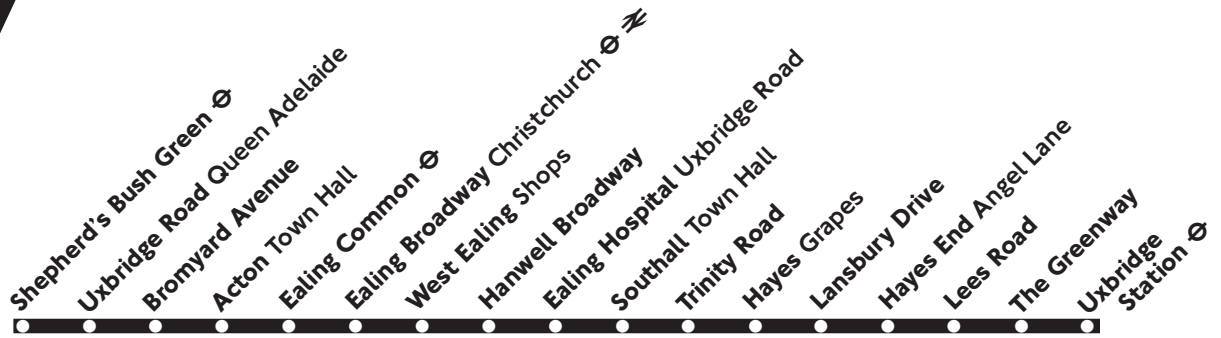 Shepherd's Bush Green
Uxbridge Road Queen Adelaide
Bromyard Avenue
Acton Town Hall
Ealing Common
Ealing Broadway Christchurch
West Ealing Shops
Hanwell Broadway
Ealing Hospital Uxbridge Road
Southall Town Hall
Trinity Road
Hayes Grapes
Lansbury Drive
Hayes End Angel Lane
Lees Road
The Greenway
Uxbridge
Station